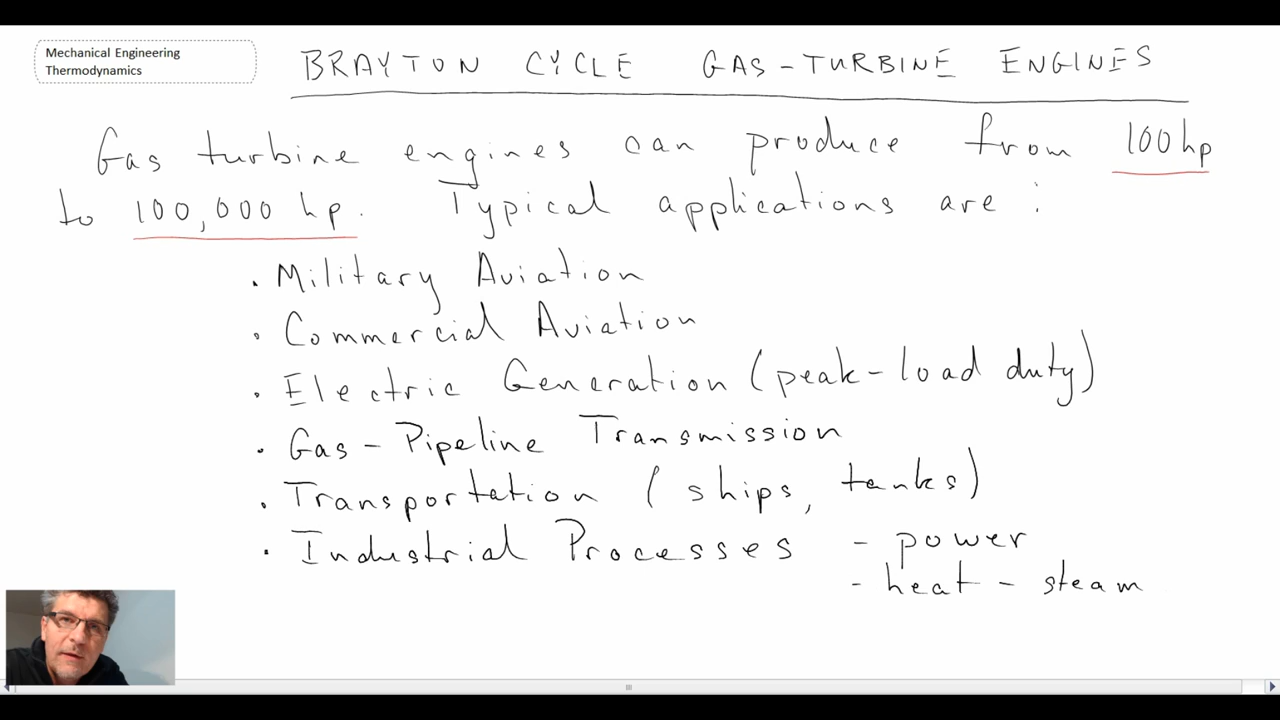 Mechanical Engineering
Thermodynamics
BRAYTON CYCLE GAS-TURBINE ENGINES
Gas turbine engines can produce from 100hp
to 100,000 hp. Typical applications are :
· Military Aviation
· Commercial Aviation
· Electric Generation (peak-load duty)
· Gas-Pipeline Transmission
· Transportation (ships, tanks)
· Industrial Processes - power
- heat - steam